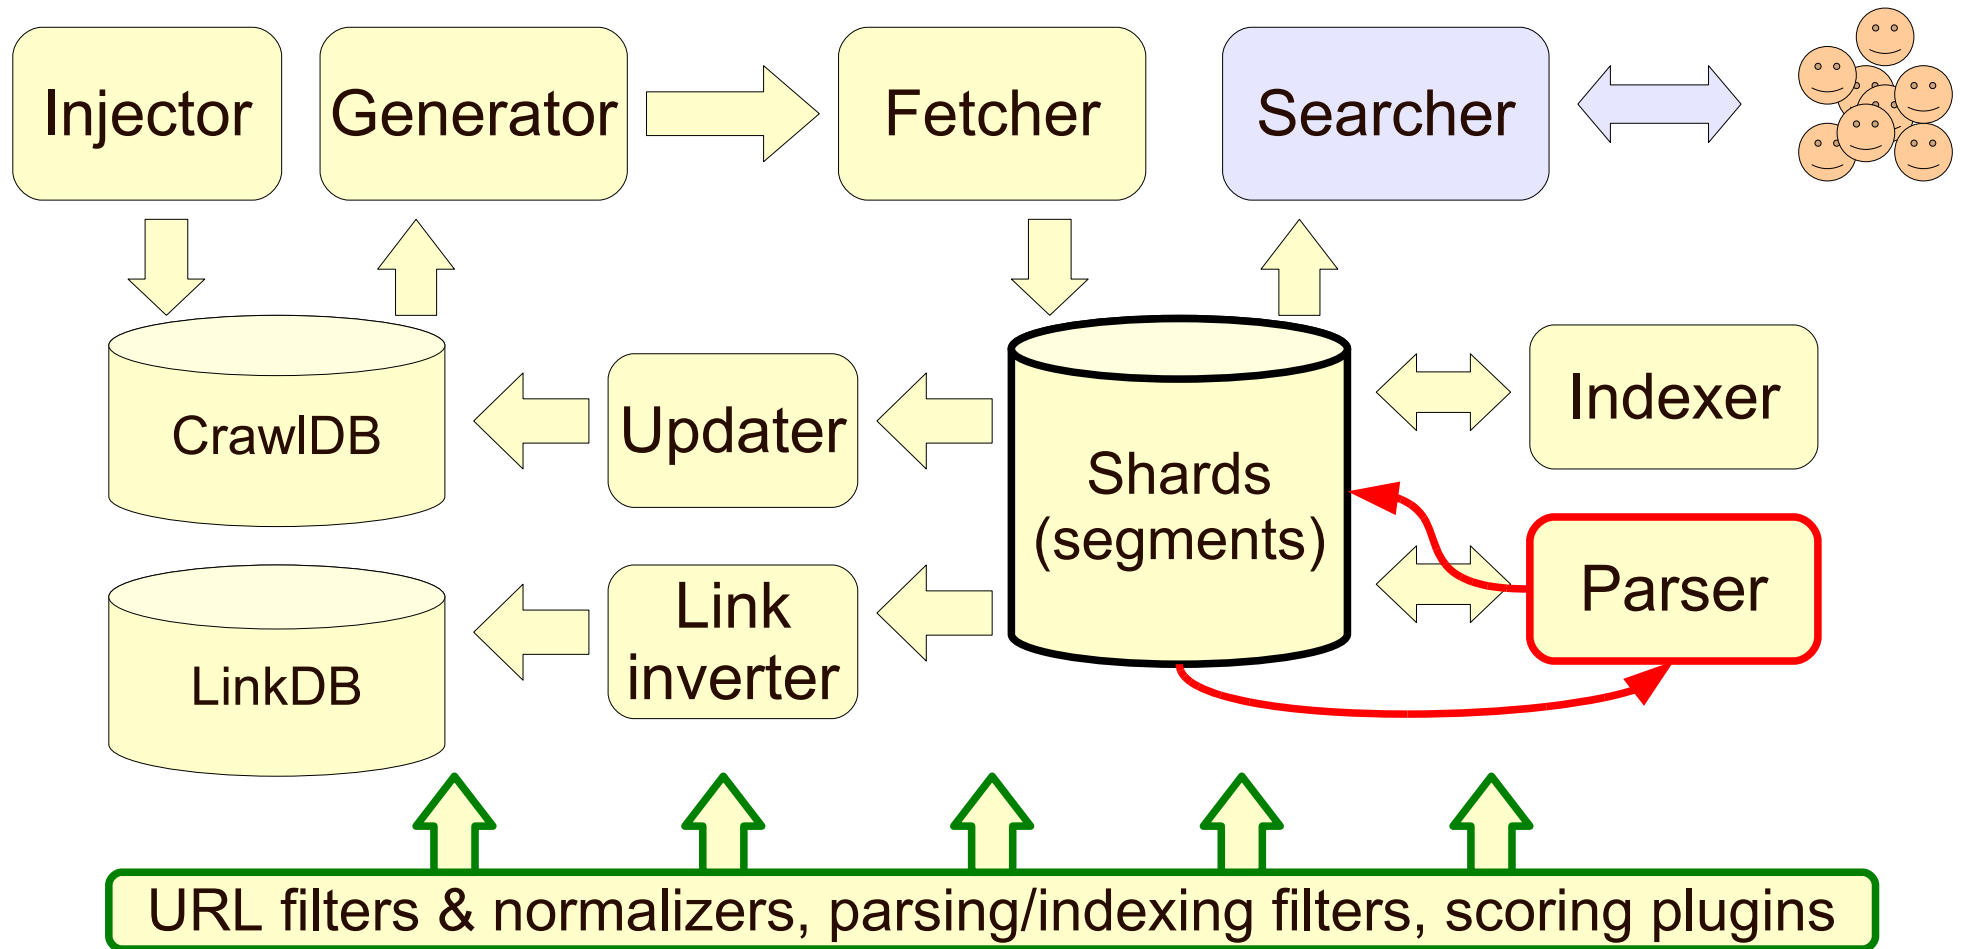 Injector
Generator
Fetcher
Searcher
CrawlDB
Updater
Shards
(segments)
Indexer
Parser
LinkDB
Link
inverter
URL filters & normalizers, parsing/indexing filters, scoring plugins